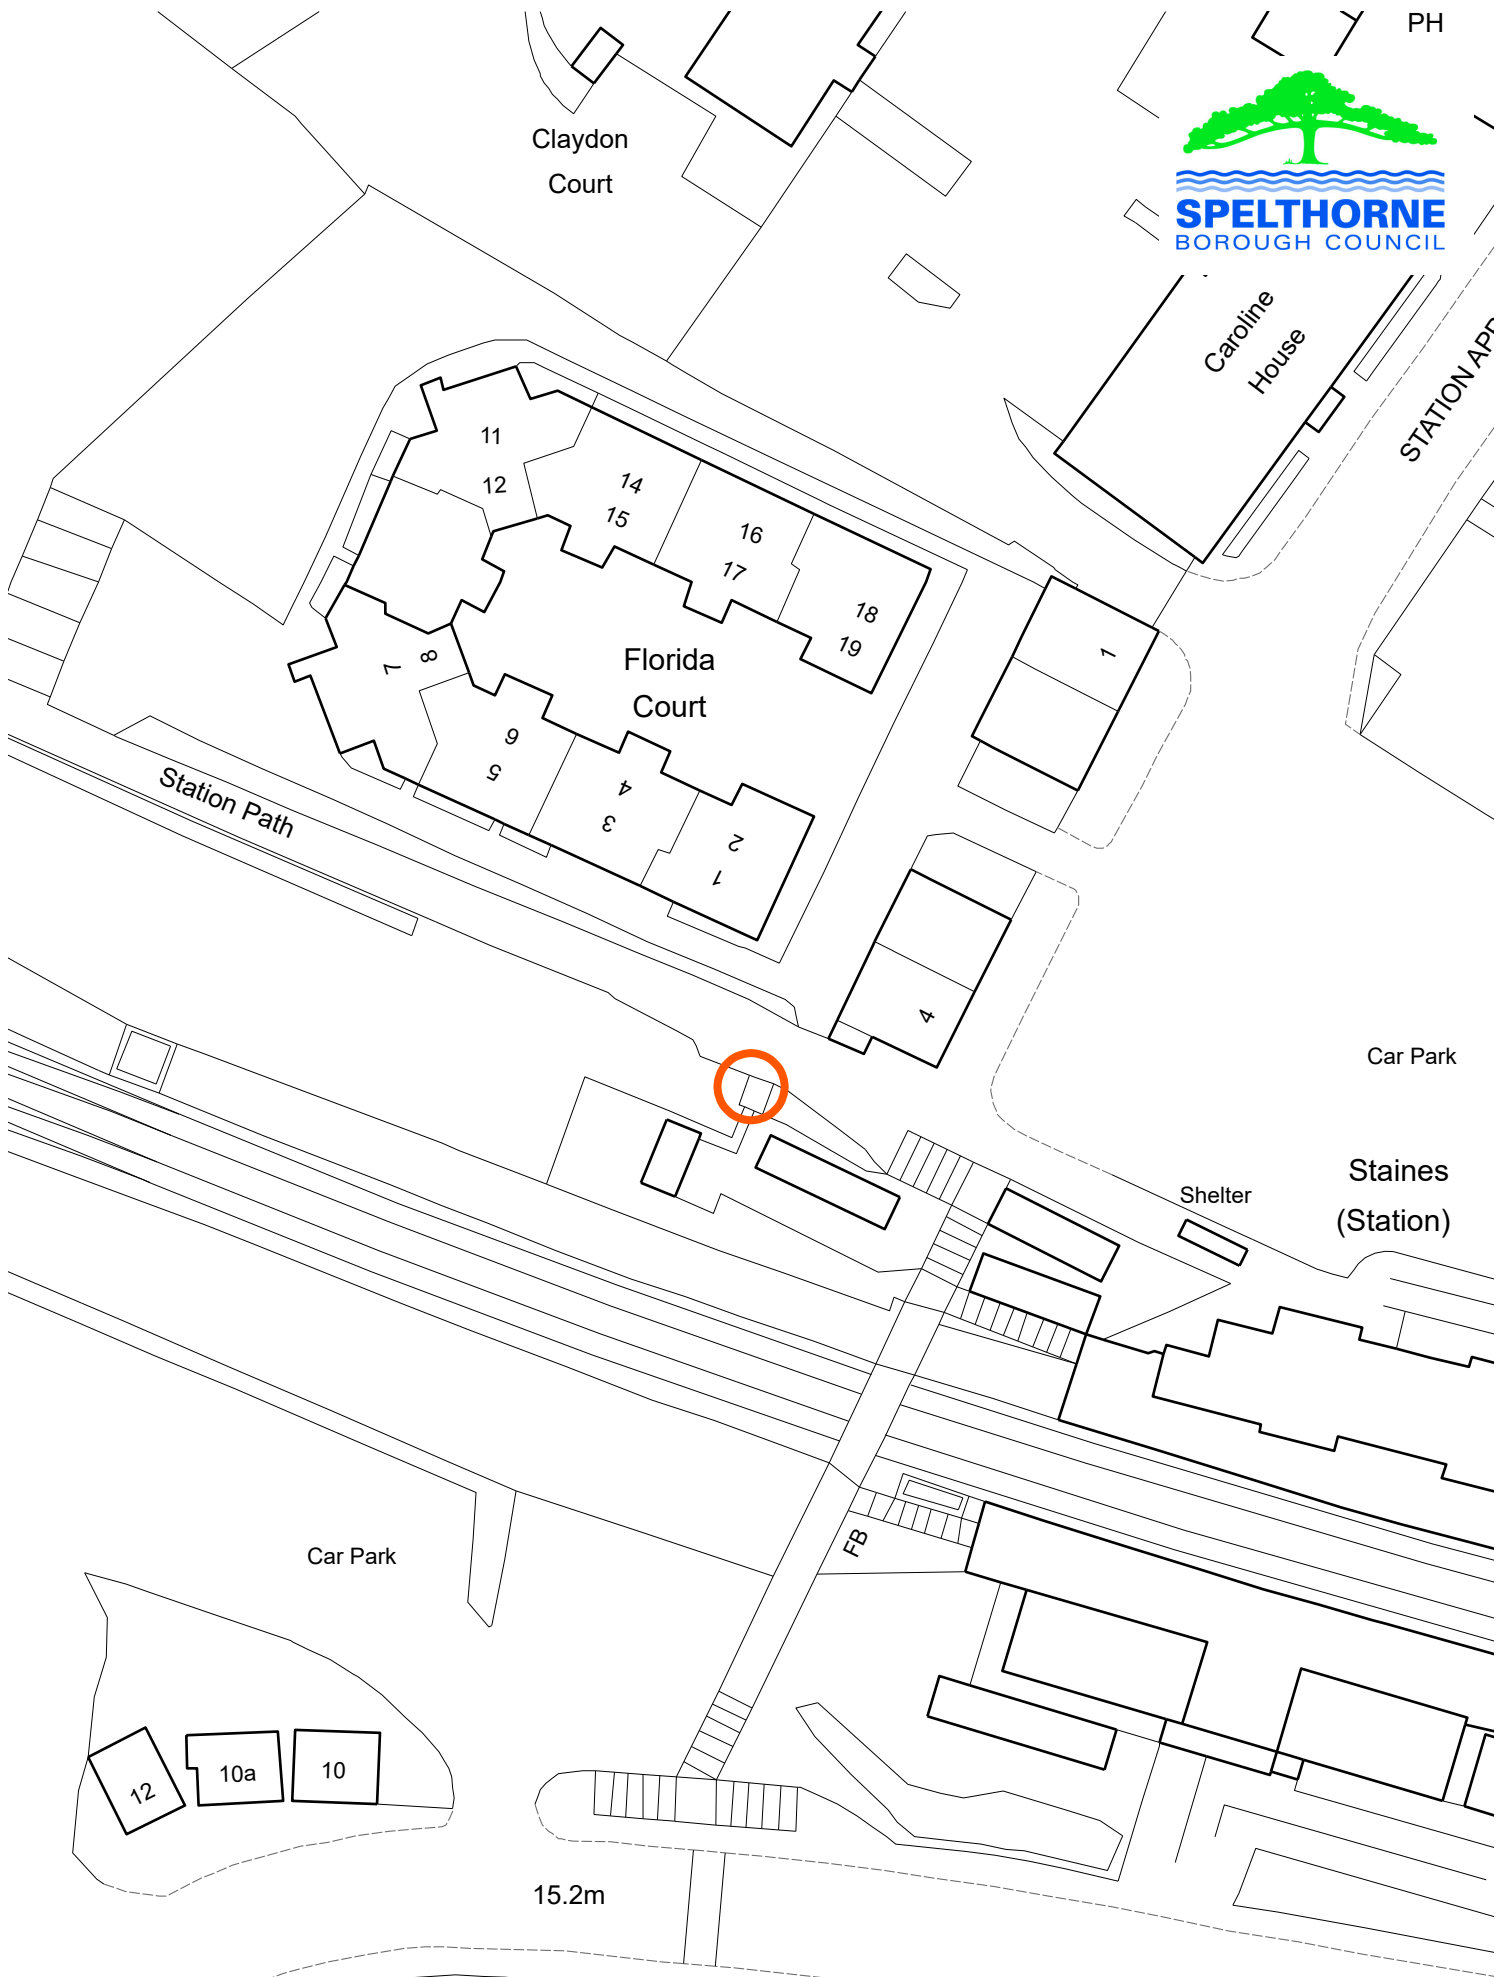 PH
Claydon
Court
SPELTHORNE
BOROUGH COUNCIL
Caroline
House
STATION APP
11
12
14
15
16
17
18
19
1
Florida
Court
7
8
6
5
4
3
2
1
Station Path
4
Car Park
Staines
(Station)
Shelter
FB
Car Park
12
10a
10
15.2m